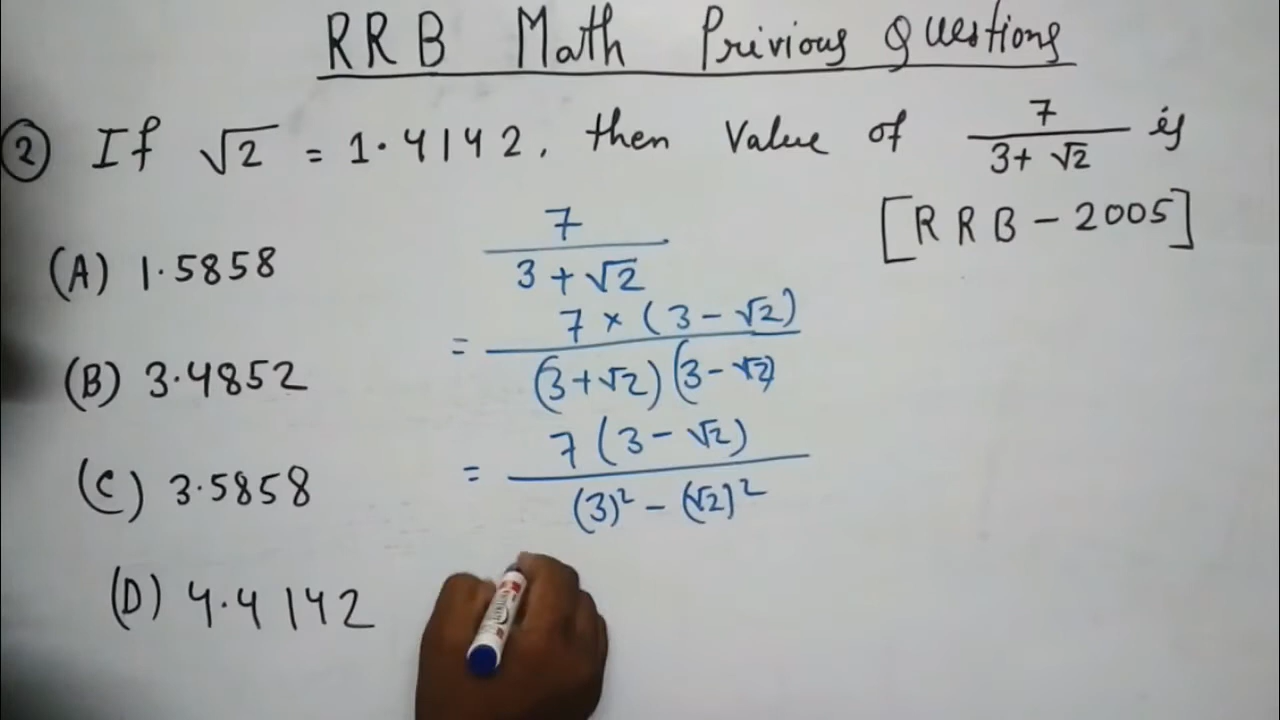 RRB Math Privious Questions
② If √2 = 1.4142, then Value of 7/(3+√2) is
[RRB-2005]
(A) 1.5858
(B) 3.4852
(C) 3.5858
(D) 4.4142
7
3+√2
= 7 × (3-√2)
(3+√2)(3-√2)
= 7(3-√2)
(3)² - (√2)²